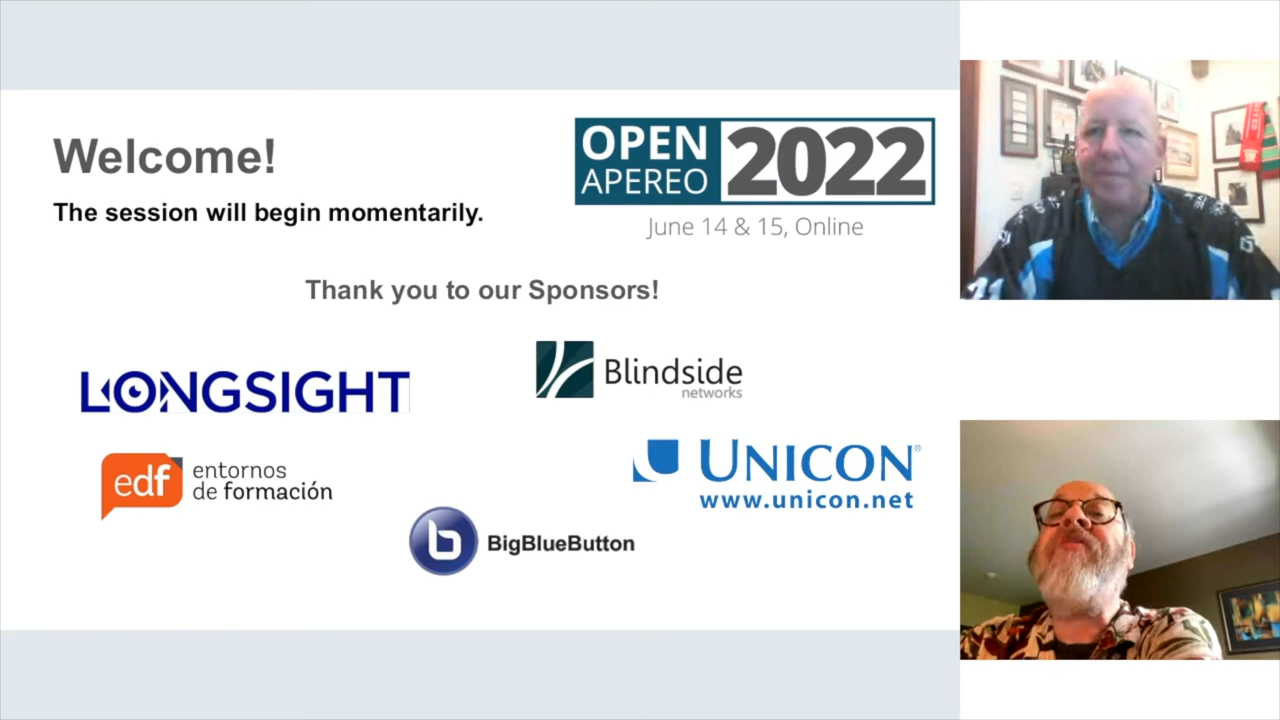 Welcome!
The session will begin momentarily.
OPEN
APEREO
2022
June 14 & 15, Online
Thank you to our Sponsors!
LONGSIGHT
Blindside
networks
edf
entornos
de formación
UNICON®
www.unicon.net
b BigBlueButton